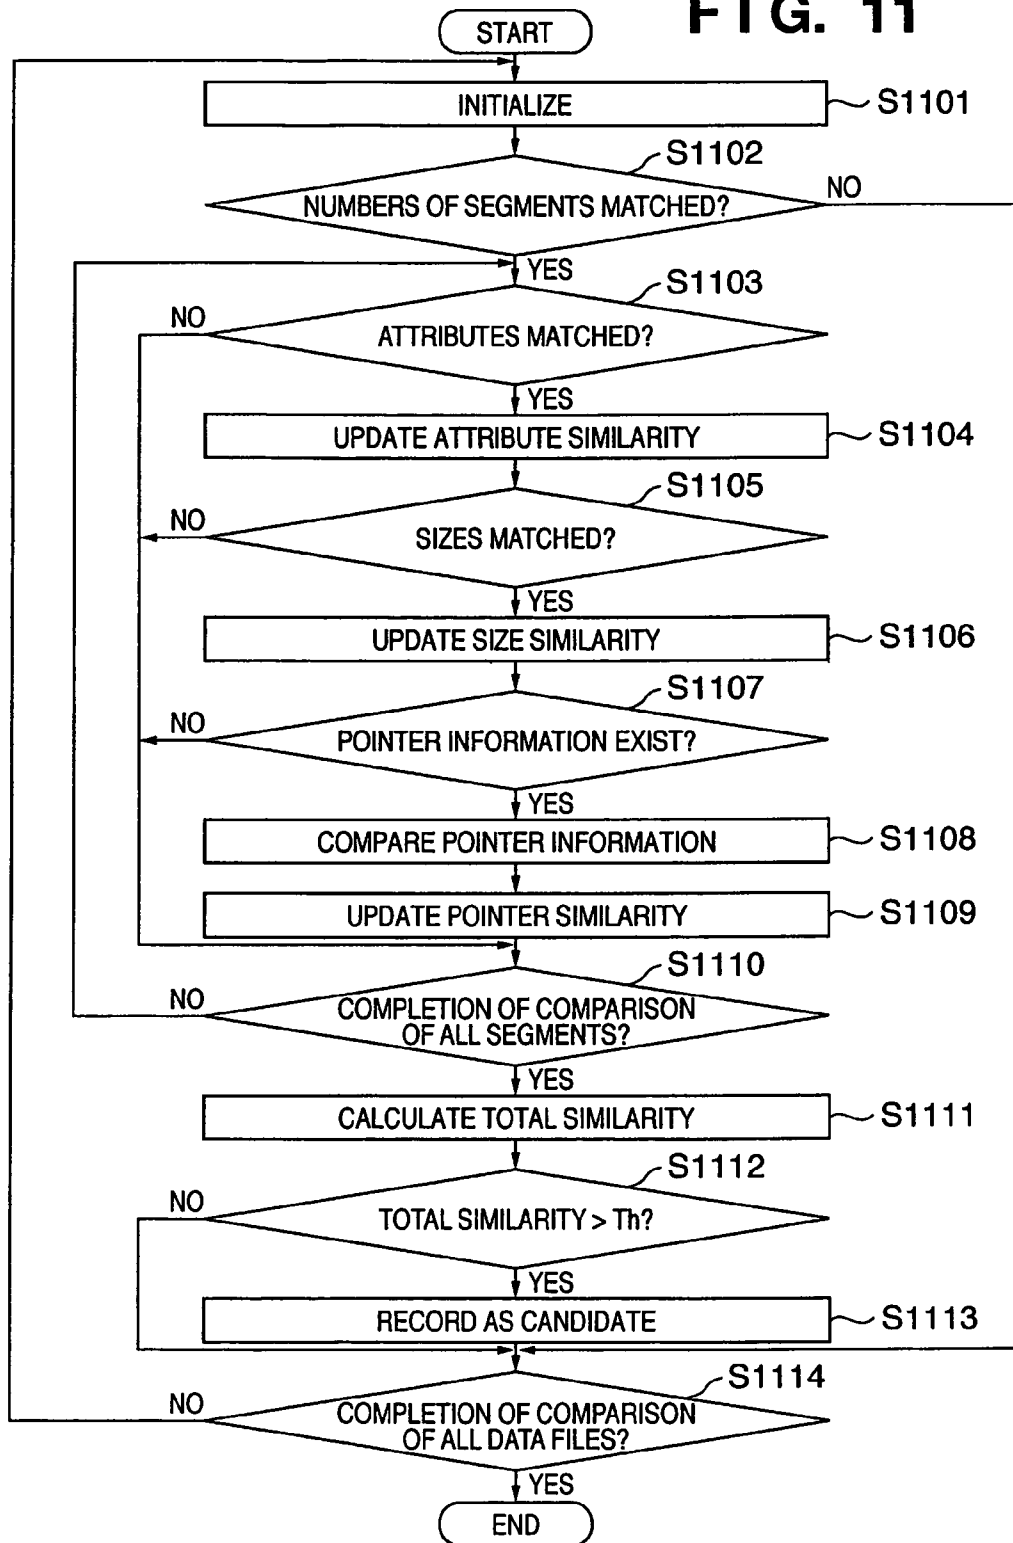 FIG. 11
START
INITIALIZE
S1101
S1102
NUMBERS OF SEGMENTS MATCHED?
NO
YES
S1103
NO
ATTRIBUTES MATCHED?
YES
UPDATE ATTRIBUTE SIMILARITY
S1104
S1105
NO
SIZES MATCHED?
YES
UPDATE SIZE SIMILARITY
S1106
S1107
NO
POINTER INFORMATION EXIST?
YES
COMPARE POINTER INFORMATION
S1108
UPDATE POINTER SIMILARITY
S1109
S1110
NO
COMPLETION OF COMPARISON
OF ALL SEGMENTS?
YES
CALCULATE TOTAL SIMILARITY
S1111
S1112
NO
TOTAL SIMILARITY > Th?
YES
RECORD AS CANDIDATE
S1113
S1114
NO
COMPLETION OF COMPARISON
OF ALL DATA FILES?
YES
END